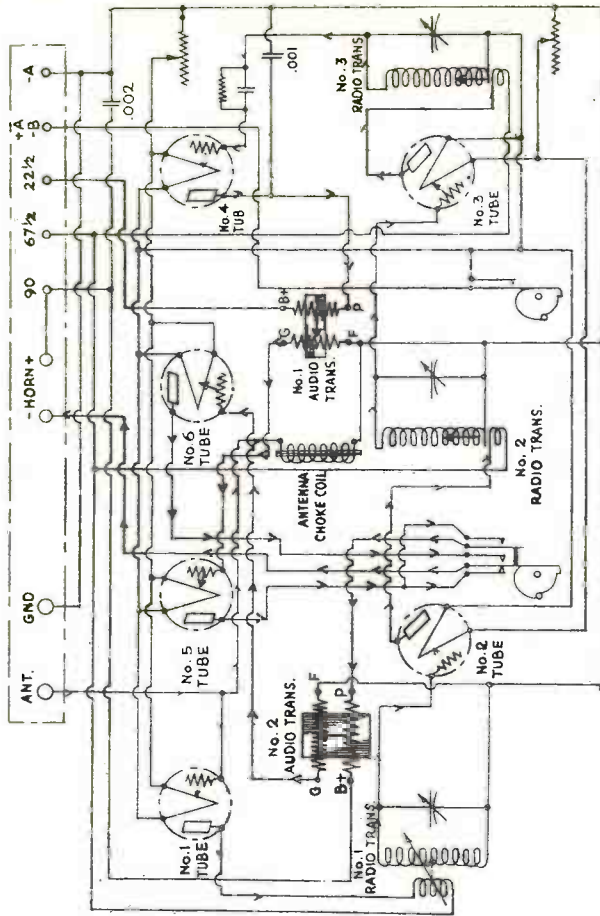 ANT.
GND
-HORN+
90
67½
22½
+A
-B
-A
.002
.001
No.1
TUBE
No.5
TUBE
No.6
TUBE
No.4
TUB
No.3
RADIO TRANS.
No.3
TUBE
B+
G
P
F
No.1
AUDIO
TRANS.
ANTENNA
CHOKE COIL
No.2
RADIO TRANS.
No.2
AUDIO TRANS.
F
P
G
B+
No.2
TUBE
No.1
RADIO TRANS.